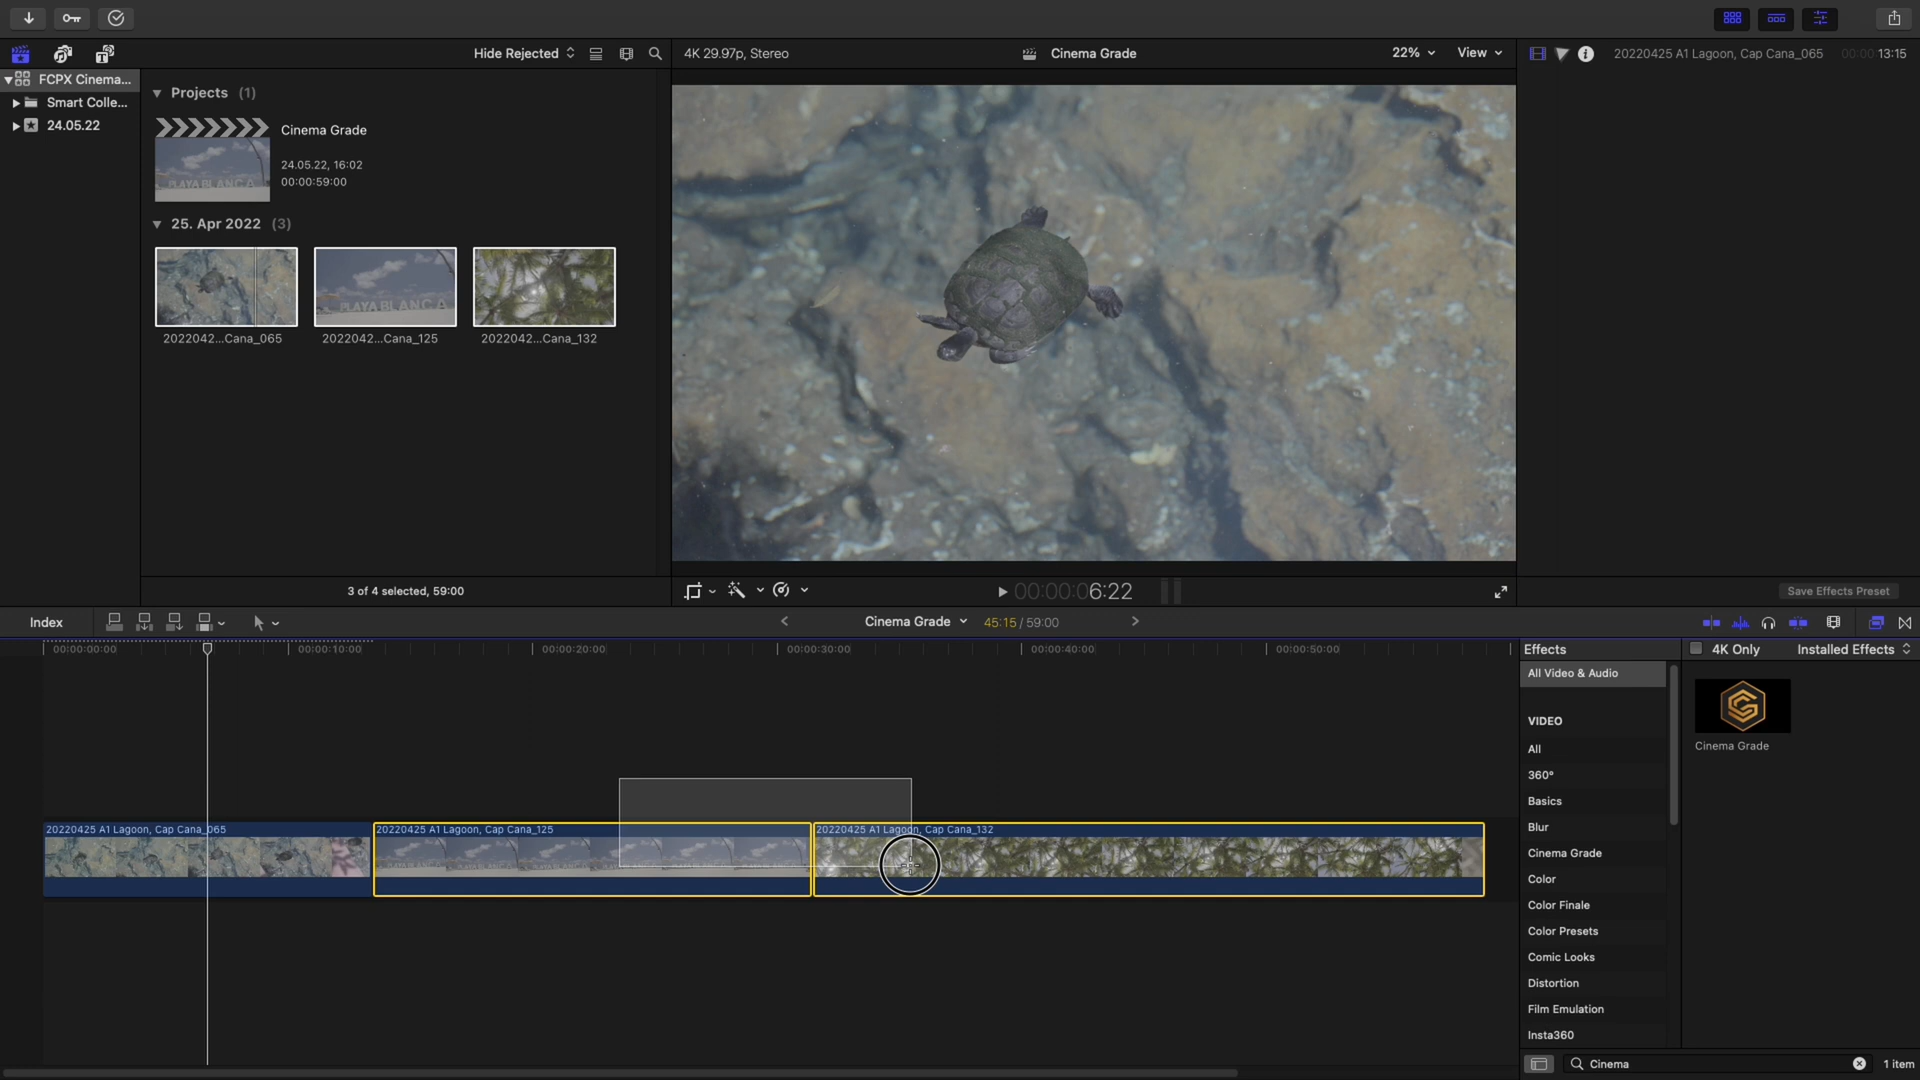 Hide Rejected
4K 29.97p, Stereo
Cinema Grade
22%
View
20220425 A1 Lagoon, Cap Cana_065
00:00:13:15
FCPX Cinema...
Smart Colle...
24.05.22
Projects (1)
Cinema Grade
24.05.22, 16:02
00:00:59:00
PLAYA BLANCA
25. Apr 2022 (3)
PLAYA BLANCA
2022042...Cana_065
2022042...Cana_125
2022042...Cana_132
3 of 4 selected, 59:00
00:00:00:06:22
Save Effects Preset
Index
Cinema Grade
45:15 / 59:00
00:00:00:00
00:00:10:00
00:00:20:00
00:00:30:00
00:00:40:00
00:00:50:00
20220425 A1 Lagoon, Cap Cana_065
20220425 A1 Lagoon, Cap Cana_125
20220425 A1 Lagoon, Cap Cana_132
Effects
4K Only
Installed Effects
All Video & Audio
VIDEO
All
360°
Basics
Blur
Cinema Grade
Color
Color Finale
Color Presets
Comic Looks
Distortion
Film Emulation
Insta360
Cinema Grade
Cinema
1 item